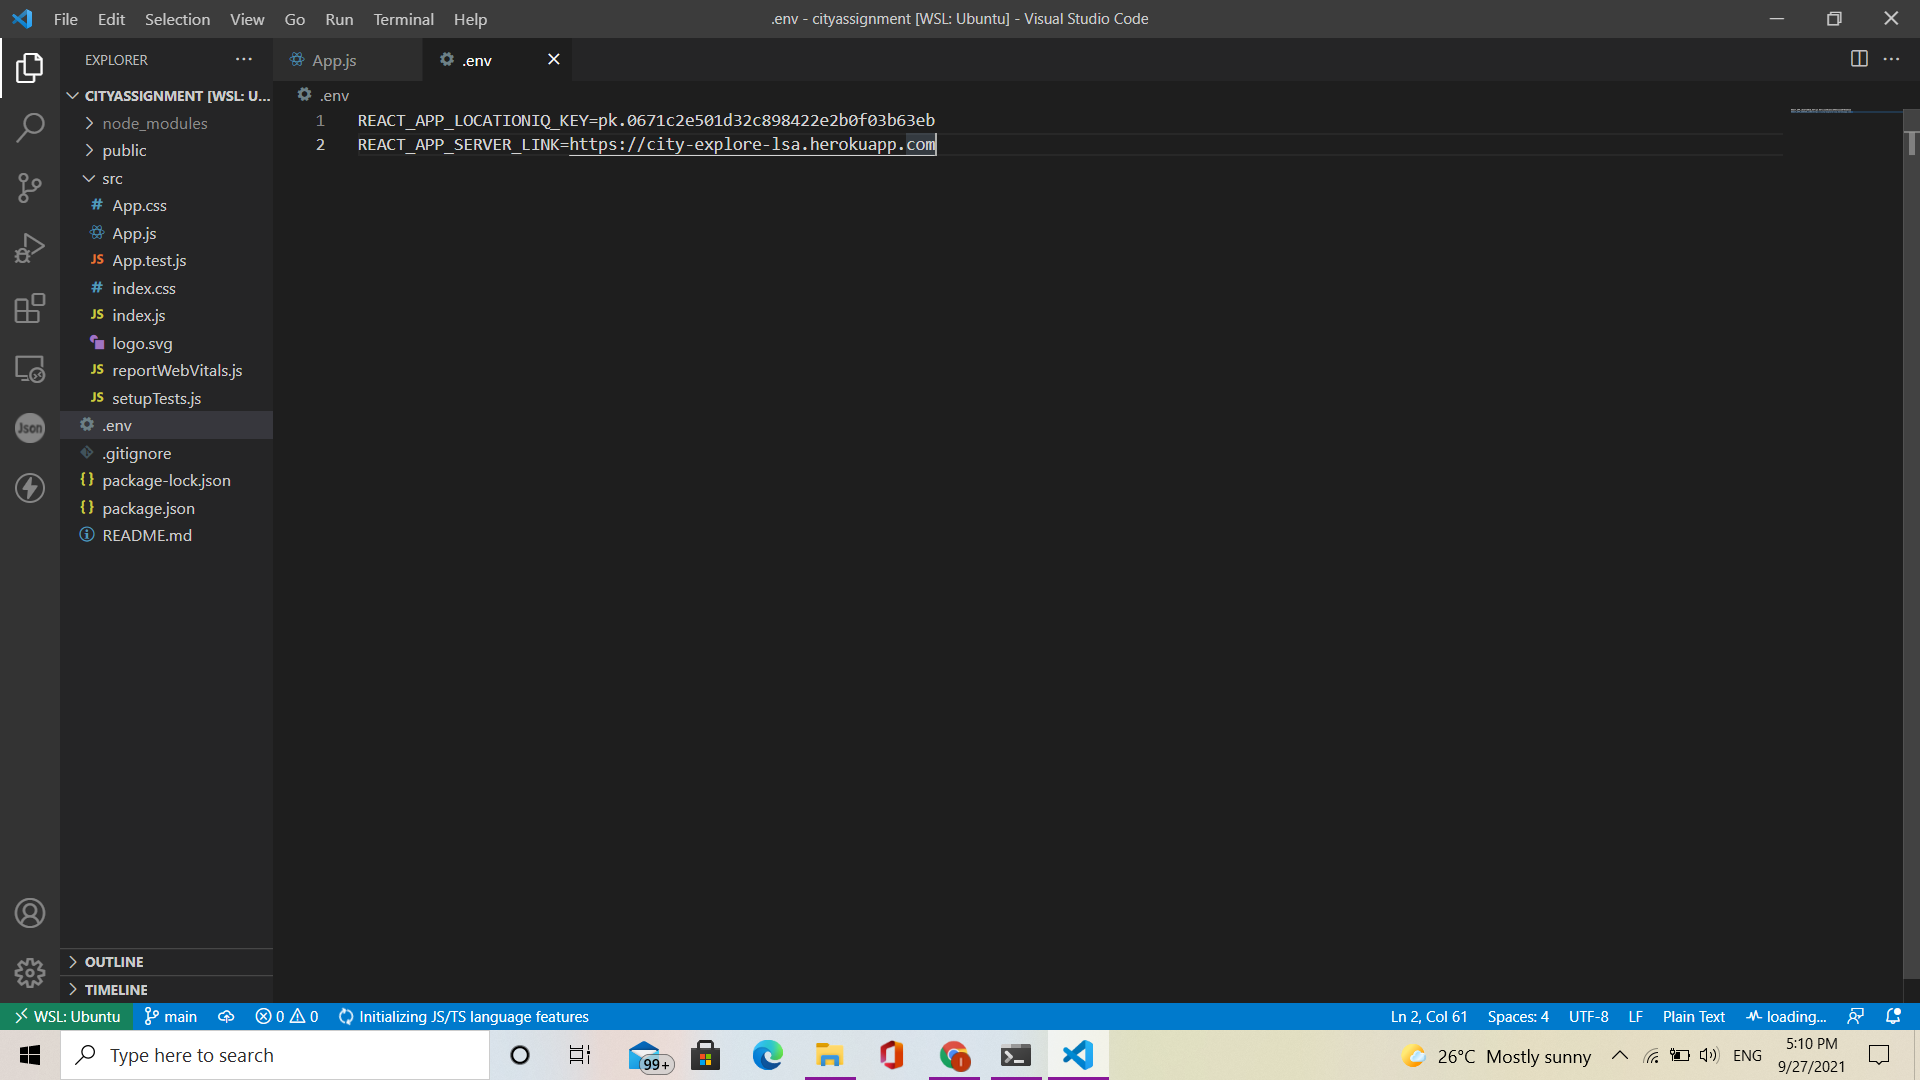 File Edit Selection View Go Run Terminal Help
.env - cityassignment [WSL: Ubuntu] - Visual Studio Code
EXPLORER
App.js
.env
CITYASSIGNMENT [WSL: U...
node_modules
public
src
App.css
App.js
App.test.js
index.css
index.js
logo.svg
reportWebVitals.js
setupTests.js
.env
.gitignore
package-lock.json
package.json
README.md
OUTLINE
TIMELINE
.env
1 REACT_APP_LOCATIONIQ_KEY=pk.0671c2e501d32c898422e2b0f03b63eb
2 REACT_APP_SERVER_LINK=https://city-explore-lsa.herokuapp.com
Json
WSL: Ubuntu main 0 0 Initializing JS/TS language features
Ln 2, Col 61 Spaces: 4 UTF-8 LF Plain Text loading...
Type here to search
99+
26°C Mostly sunny
ENG
5:10 PM
9/27/2021